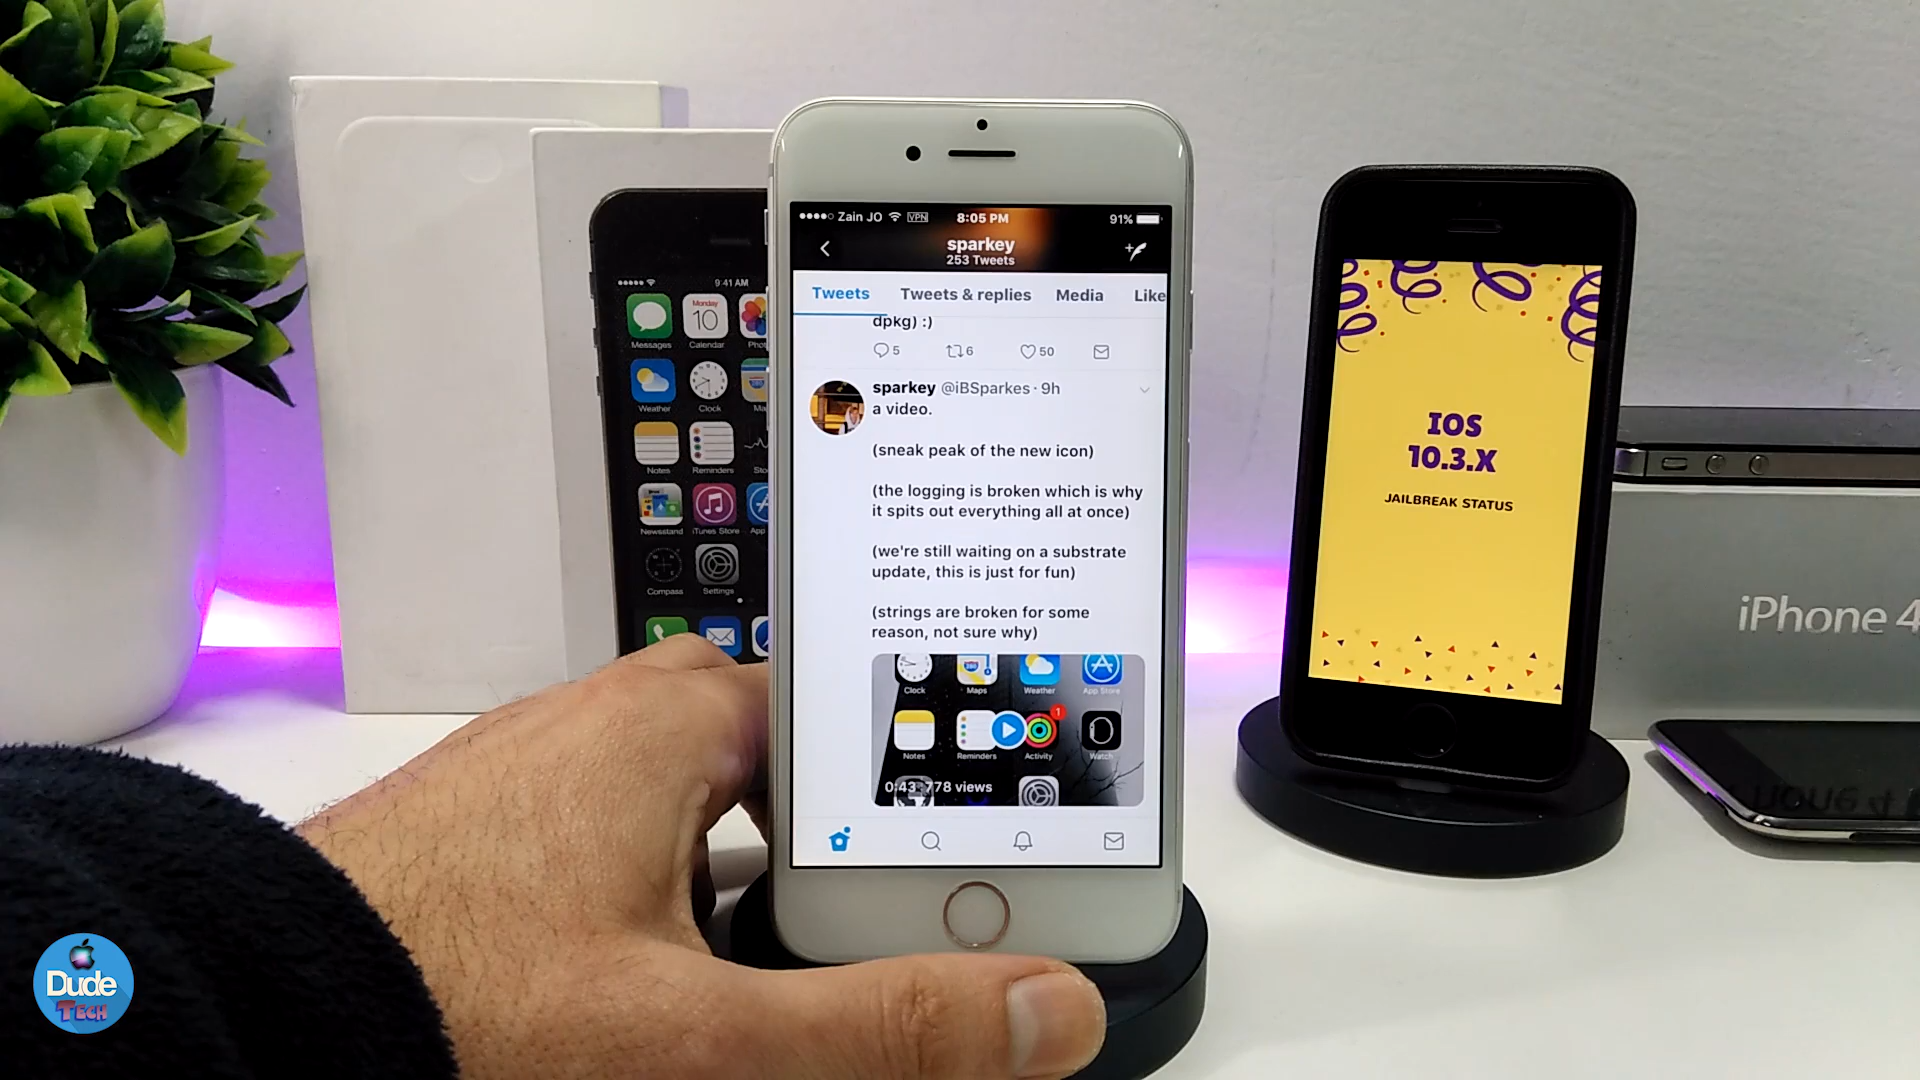 Zain JO VPN 8:05 PM 91%
sparkey
253 Tweets
Tweets Tweets & replies Media Like
dpkg) :)
5 6 50
sparkey @iBSparkes · 9h
a video.
(sneak peak of the new icon)
(the logging is broken which is why
it spits out everything all at once)
(we're still waiting on a substrate
update, this is just for fun)
(strings are broken for some
reason, not sure why)
Clock Maps Weather App Store
1
Notes Reminders Activity Watch
0:43 778 views
9:41 AM
Monday
10
Messages Calendar Phot
Weather Clock Ma
Notes Reminders Sto
Newsstand iTunes Store App
Compass Settings
IOS
10.3.X
JAILBREAK STATUS
iPhone 4
Dude
TECH